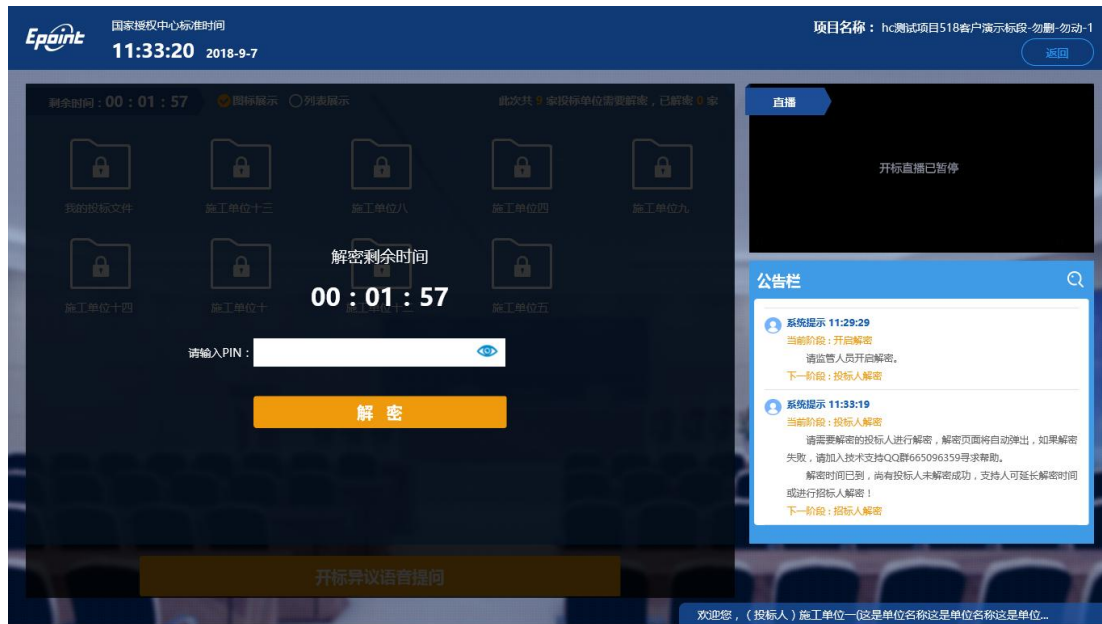 Epoint
国家授权中心标准时间
11:33:20 2018-9-7
项目名称： hc测试项目518客户演示标段-勿删-勿动-1
返回
剩余时间：00：01：57 图标展示 列表展示 此次共 9 家投标单位需要解密，已解密 0 家
我的投标文件 施工单位十三 施工单位八 施工单位四 施工单位九
施工单位十四 施工单位十 施工单位十二 施工单位五
解密剩余时间
00：01：57
请输入PIN：
解 密
开标异议语音提问
直播
开标直播已暂停
公告栏
系统提示 11:29:29
当前阶段：开启解密
请监管人员开启解密。
下一阶段：投标人解密
系统提示 11:33:19
当前阶段：投标人解密
请需要解密的投标人进行解密，解密页面将自动弹出，如果解密
失败，请加入技术支持QQ群665096359寻求帮助。
解密时间已到，尚有投标人未解密成功，支持人可延长解密时间
或进行招标人解密！
下一阶段：招标人解密
欢迎您，（投标人）施工单位一(这是单位名称这是单位名称这是单位...